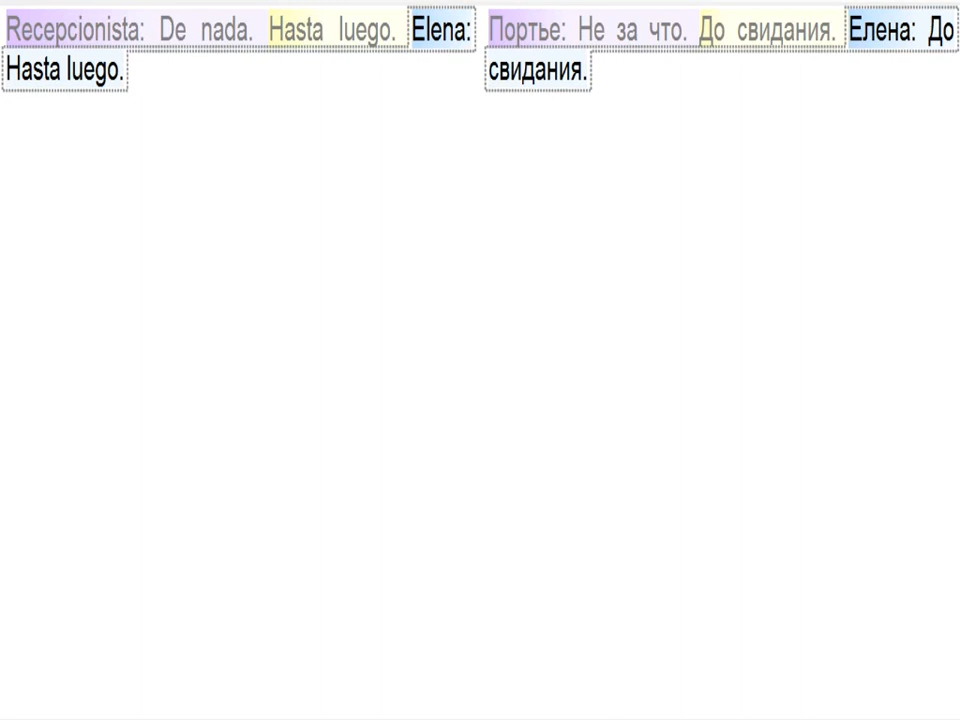 Recepcionista: De nada. Hasta luego. Elena:
Hasta luego.
Портье: Не за что. До свидания. Елена: До
свидания.